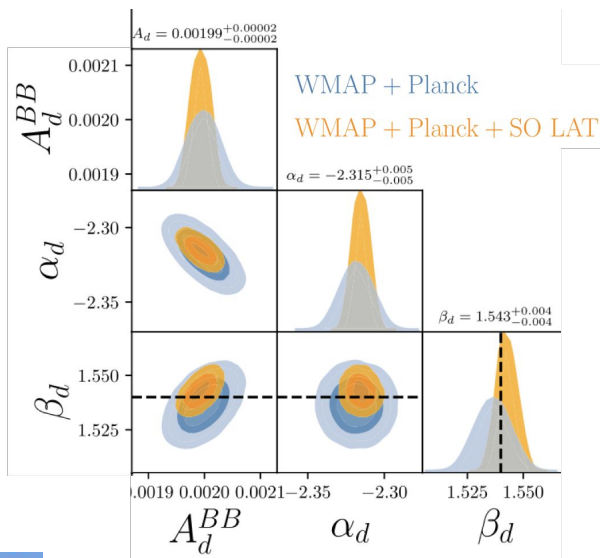 A_d = 0.00199^{+0.00002}_{-0.00002}
0.0021
0.0020
0.0019
A_d^{BB}
WMAP + Planck
WMAP + Planck + SO LAT
α_d = −2.315^{+0.005}_{-0.005}
−2.30
−2.35
α_d
β_d = 1.543^{+0.004}_{-0.004}
1.550
1.525
β_d
0.0019 0.0020 0.0021 −2.35 −2.30 1.525 1.550
A_d^{BB} α_d β_d